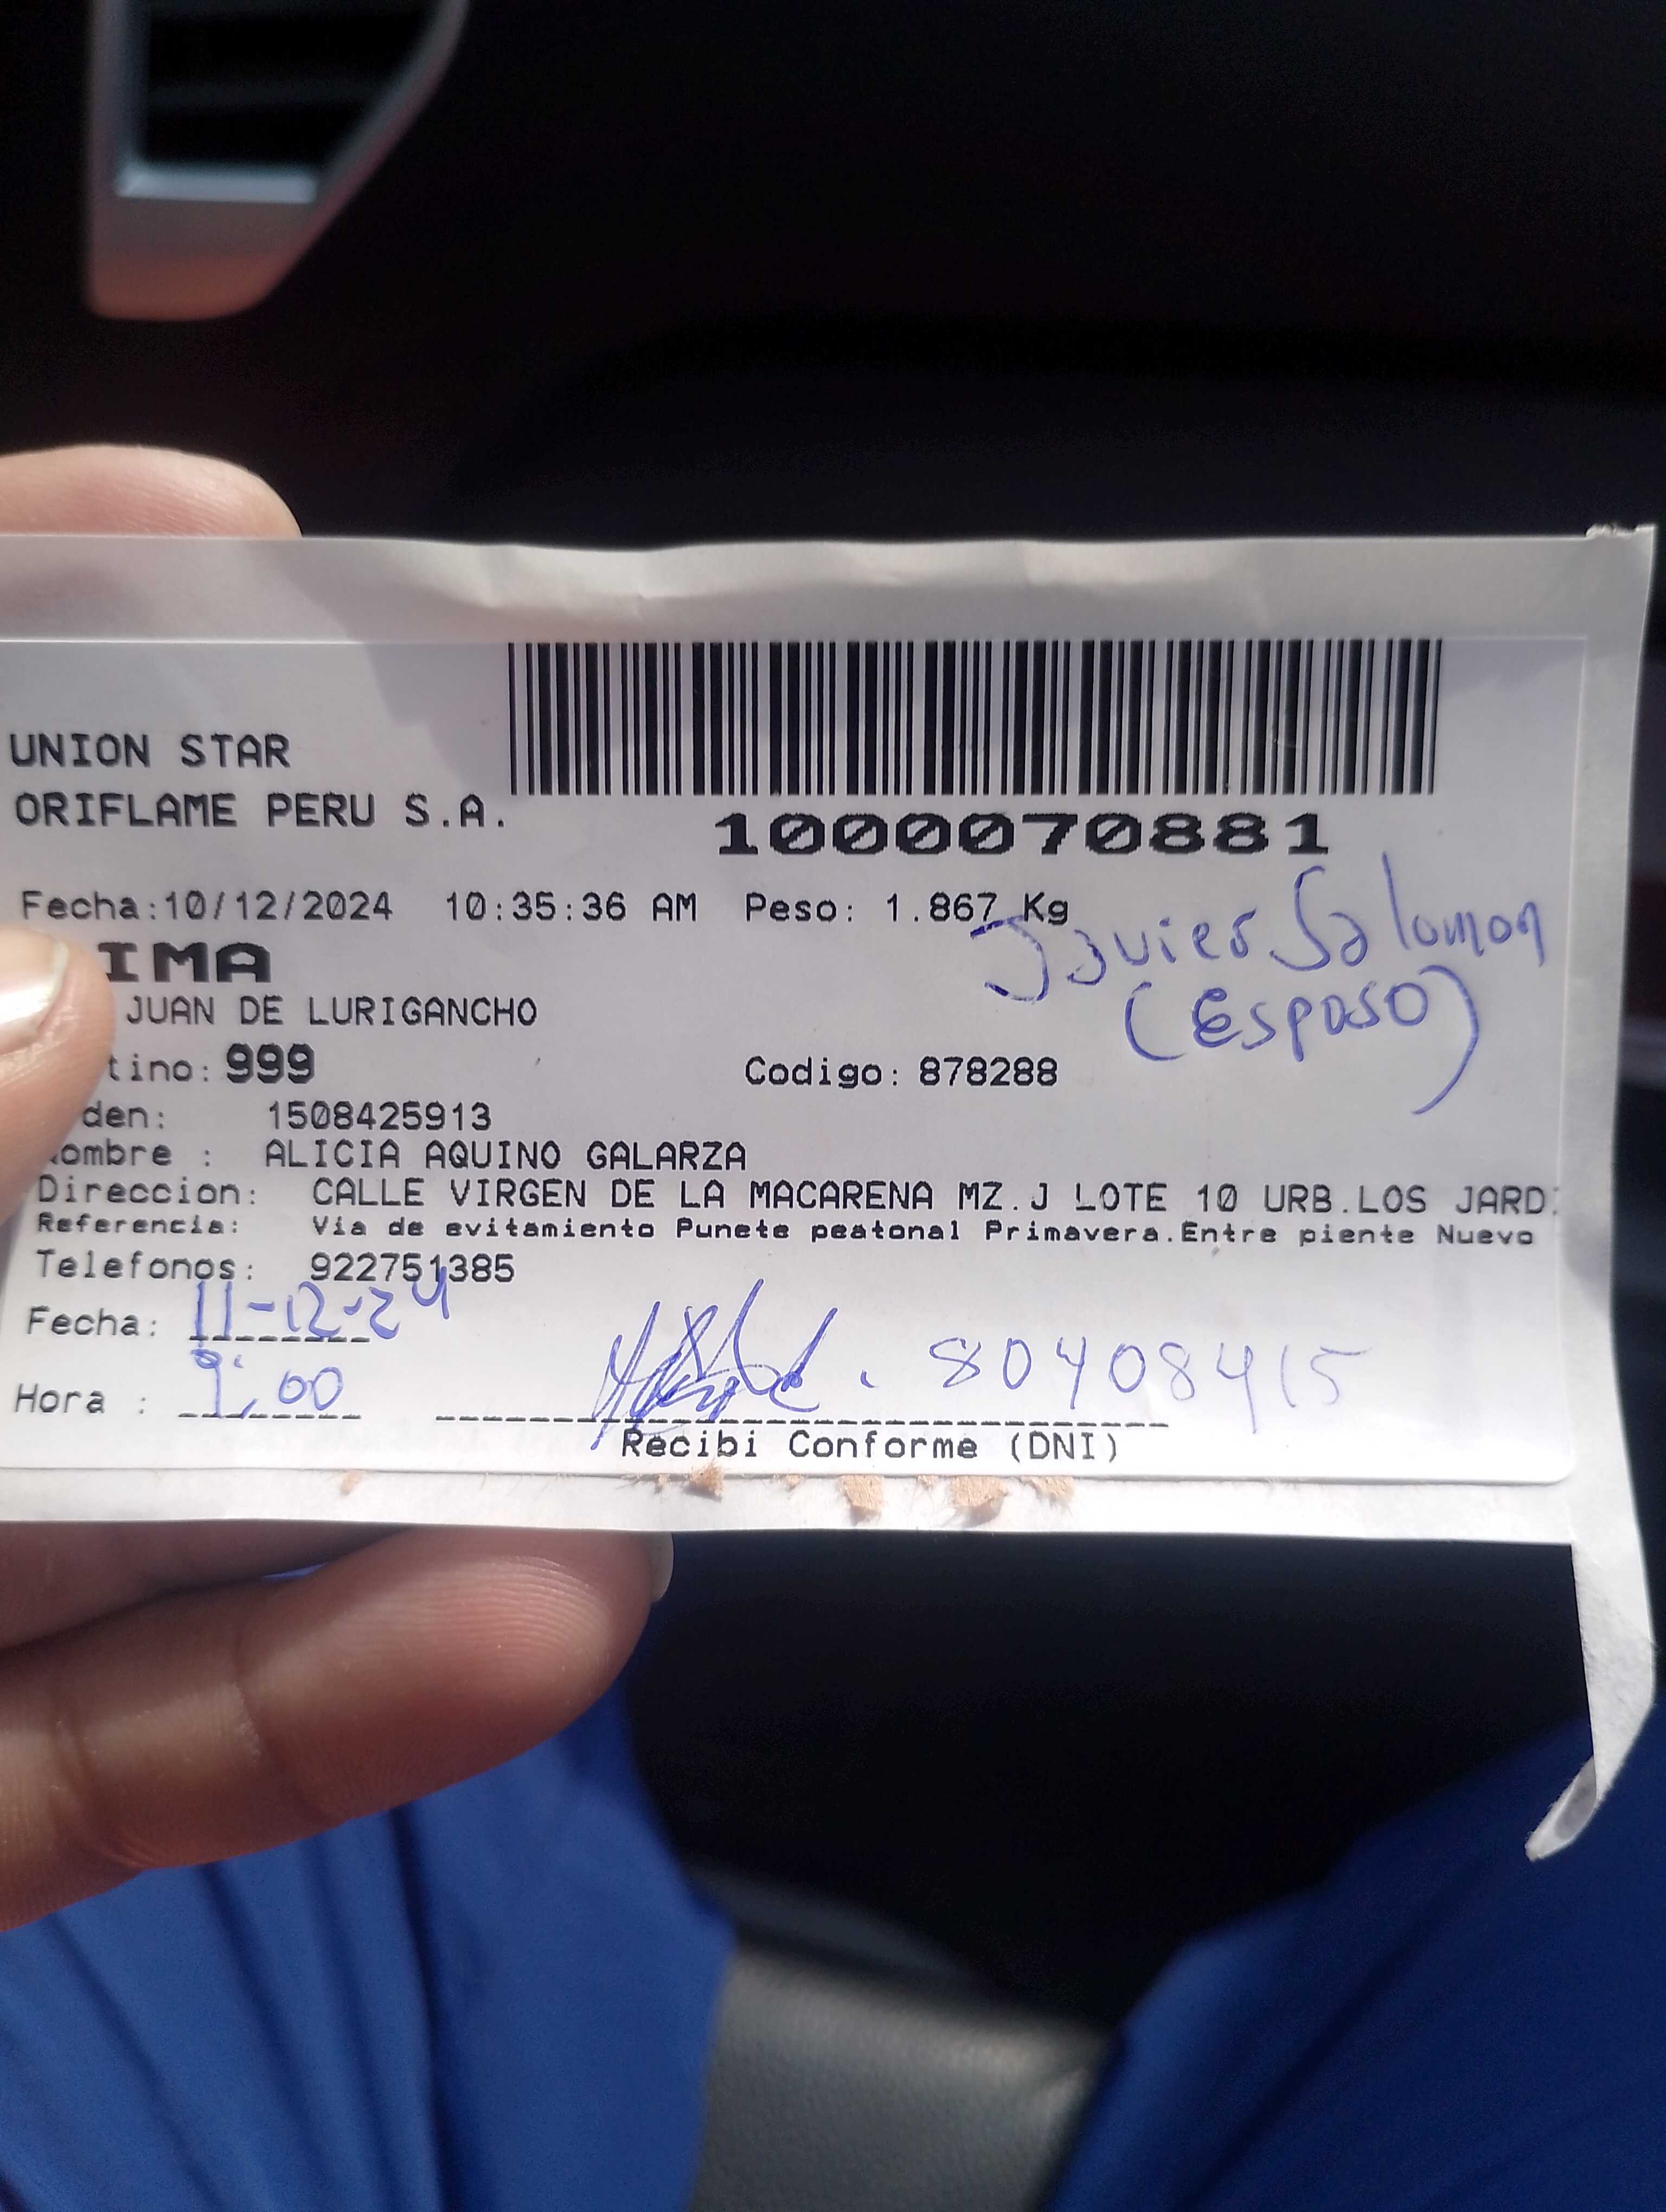 UNION STAR
ORIFLAME PERU S.A.
1000070881
Fecha:10/12/2024 10:35:36 AM Peso: 1.867 Kg
Javier Salomon
IMA
(Esposo)
JUAN DE LURIGANCHO
tino: 999 Codigo: 878288
den: 1508425913
ombre : ALICIA AQUINO GALARZA
Direccion: CALLE VIRGEN DE LA MACARENA MZ.J LOTE 10 URB.LOS JARD
Referencia: Via de evitamiento Punete peatonal Primavera.Entre piente Nuevo
Telefonos: 922751385
Fecha: 11-12-24
Hora : 9:00 80408415
Recibi Conforme (DNI)